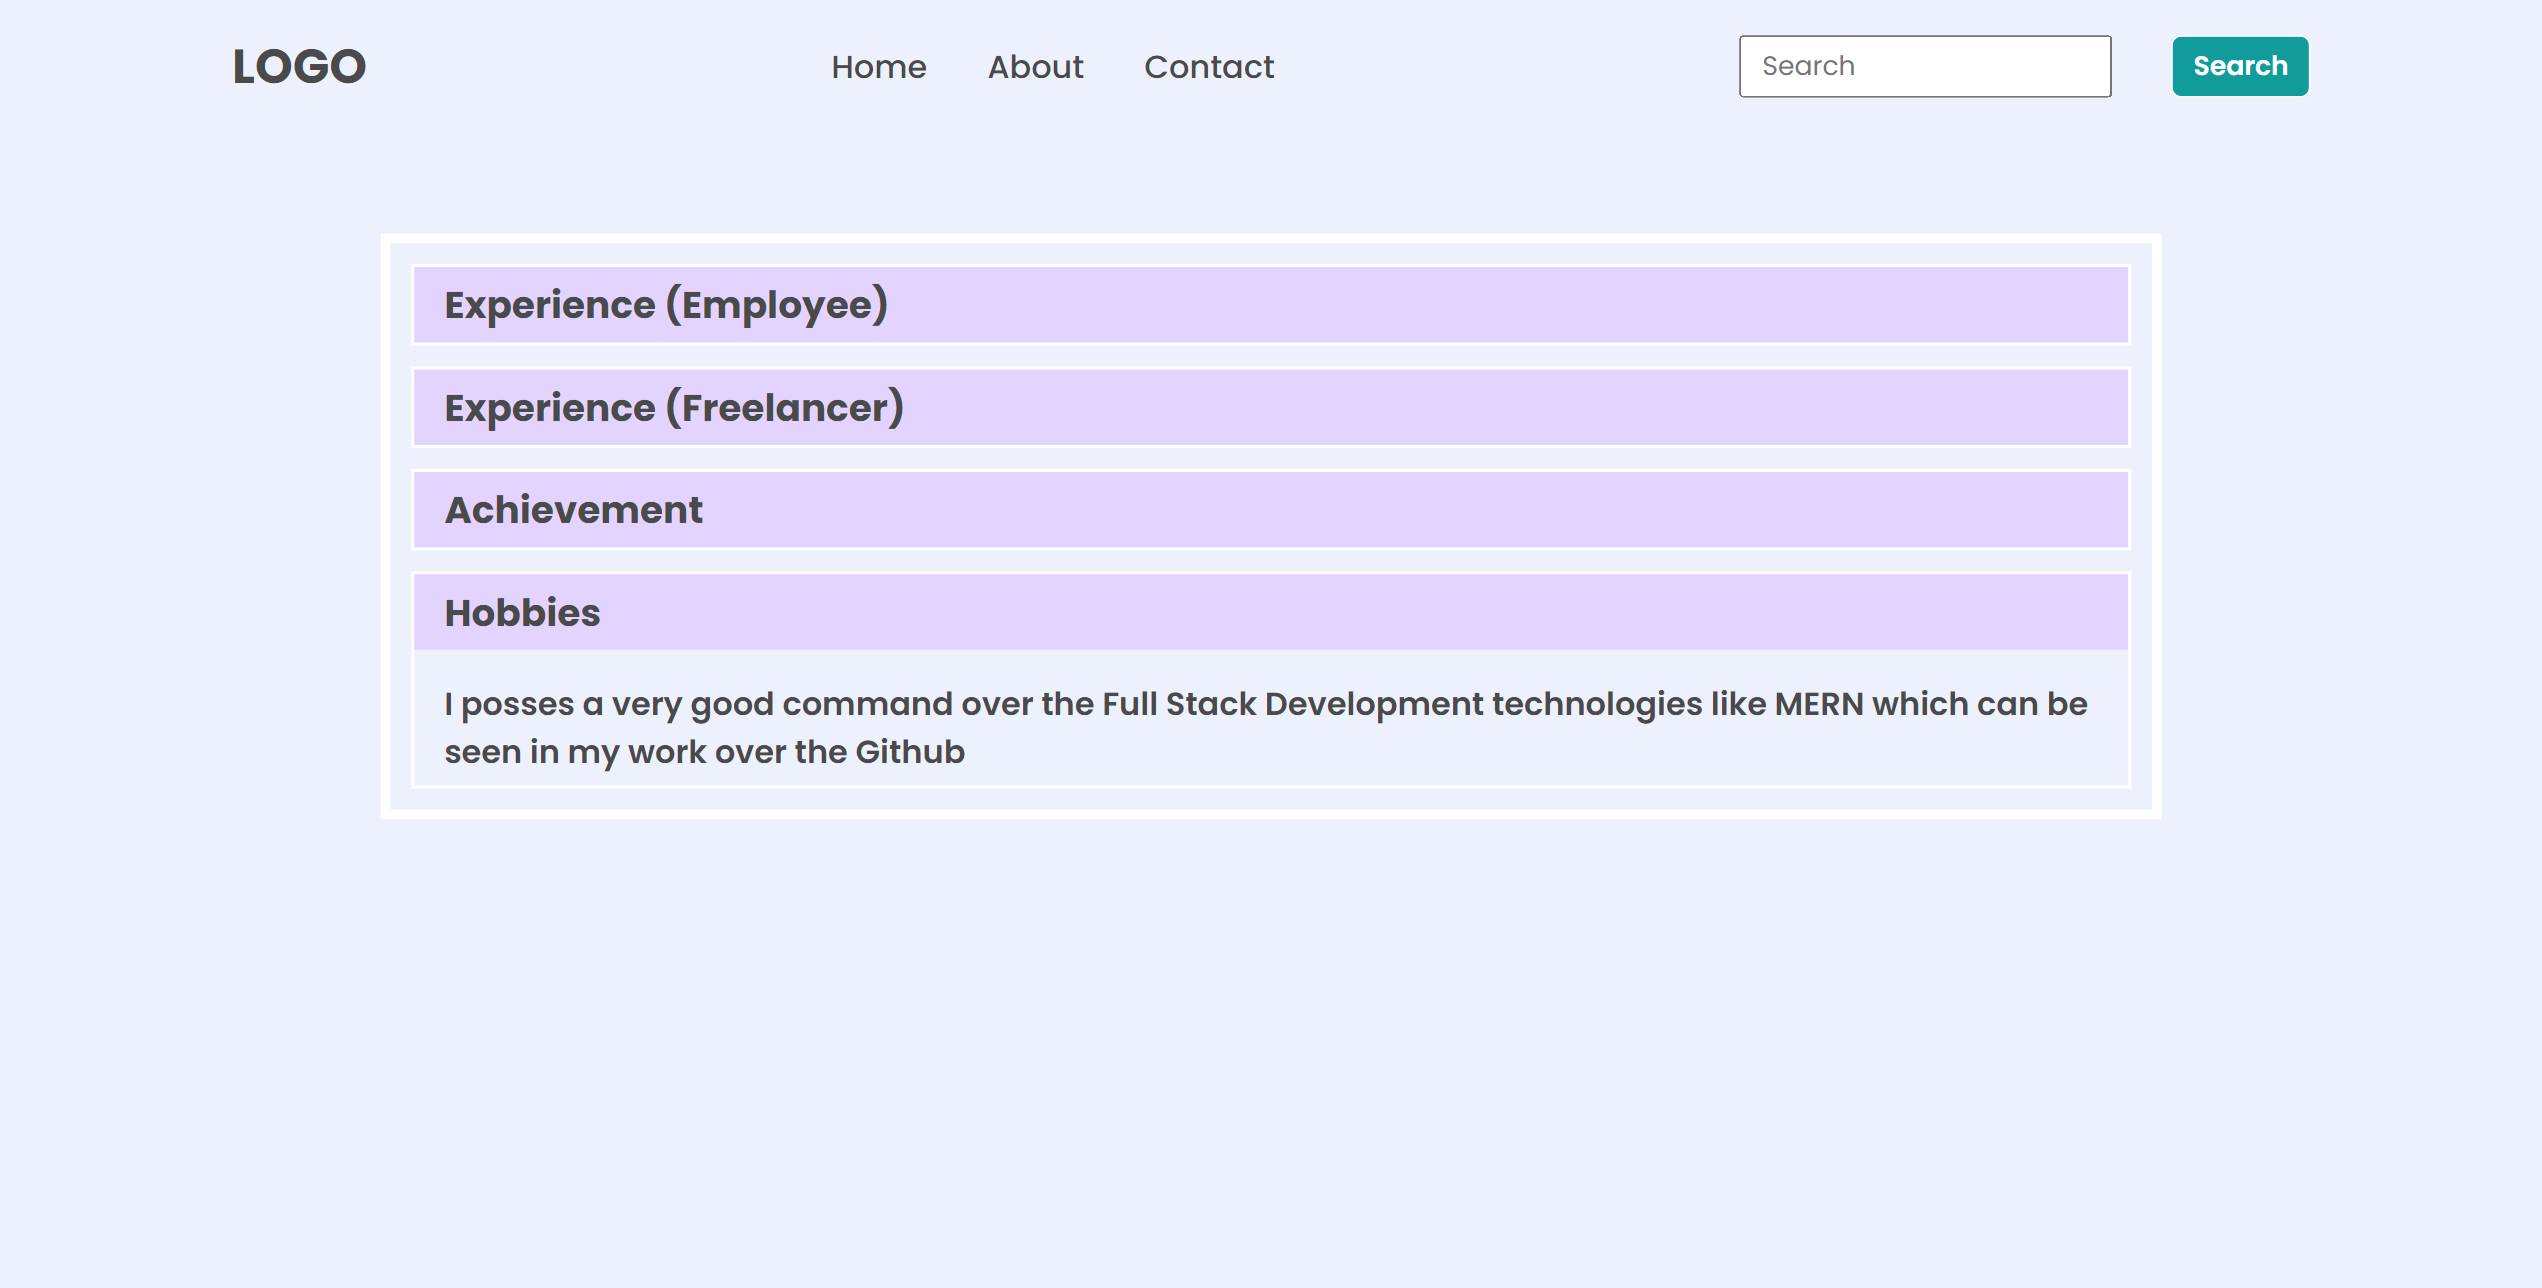 LOGO
Home About Contact
Search
Search
Experience (Employee)
Experience (Freelancer)
Achievement
Hobbies
I posses a very good command over the Full Stack Development technologies like MERN which can be
seen in my work over the Github